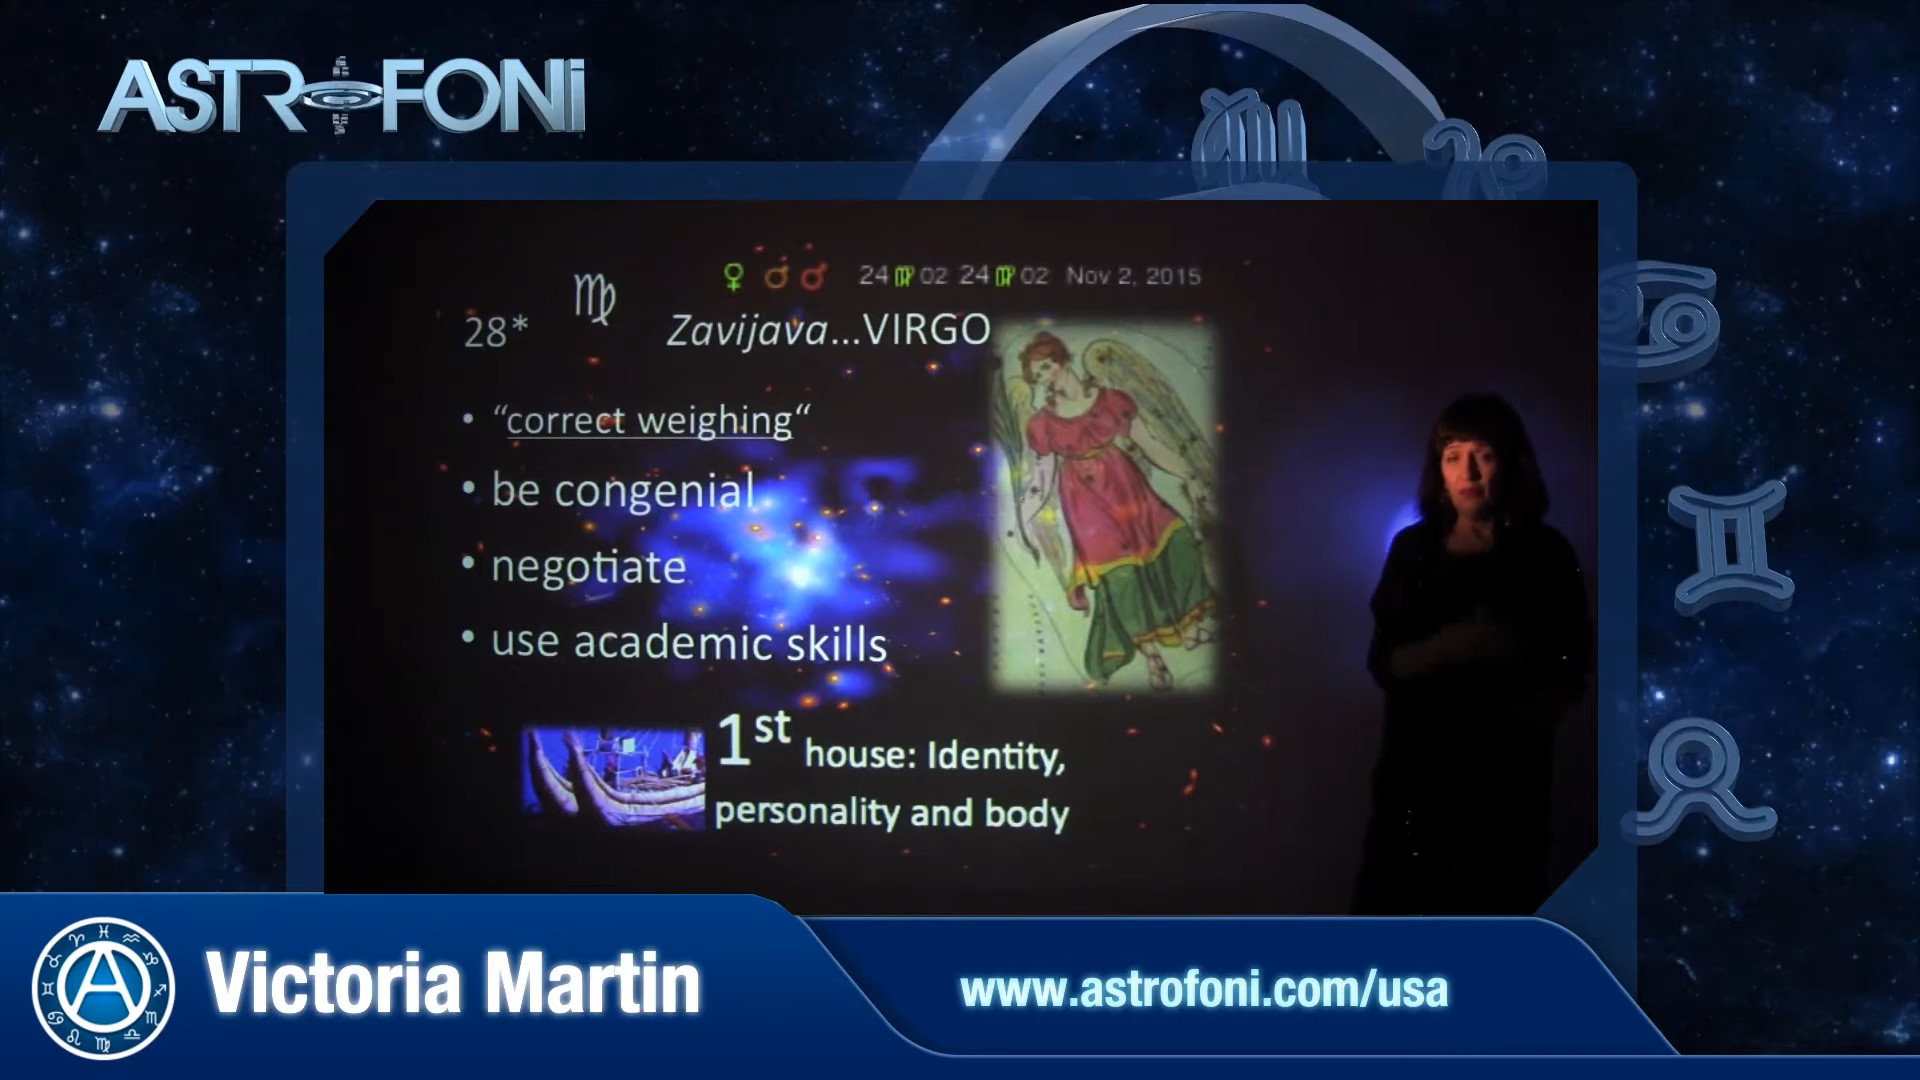 ASTROFONi
♀ ♂ ♂ 24 ♍ 02 24 ♍ 02 Nov 2, 2015
♍
28* Zavijava...VIRGO
• “correct weighing“
• be congenial
• negotiate
• use academic skills
1st house: Identity,
personality and body
Victoria Martin
www.astrofoni.com/usa